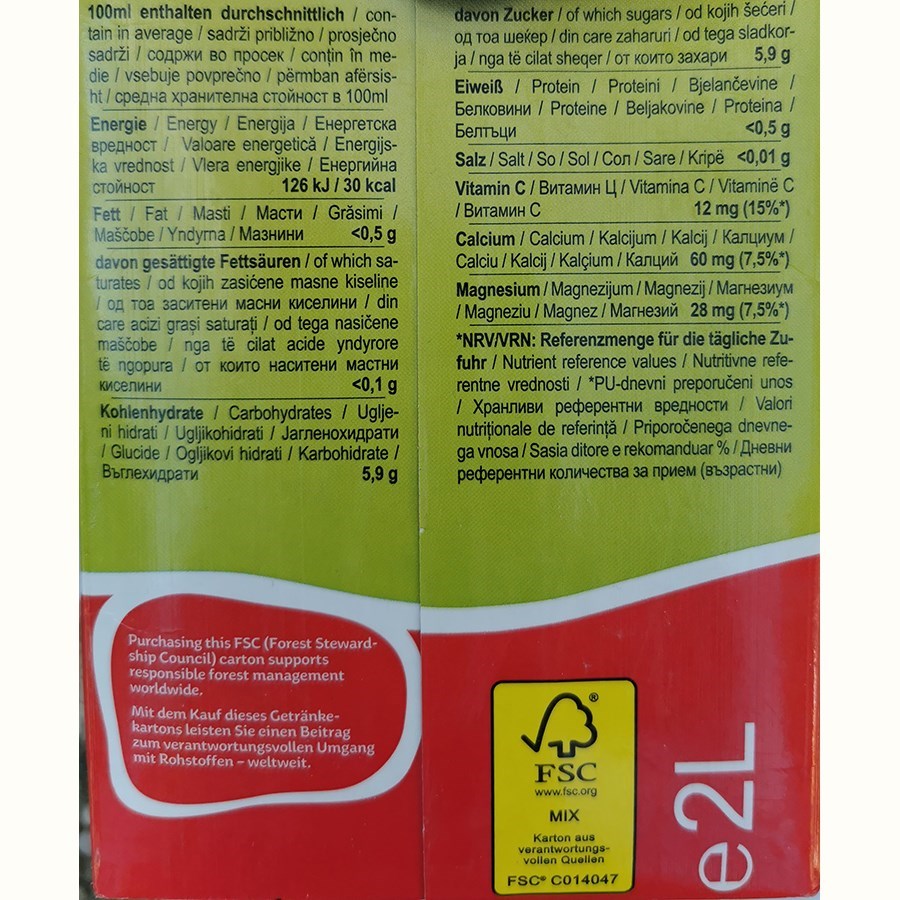 100ml enthalten durchschnittlich / con-
tain in average / sadrži približno / prosječno
sadrži / содржи во просек / conțin în me-
die / vsebuje povprečno / përmban afërsis-
ht / средна хранителна стойност в 100ml
Energie / Energy / Energija / Енергетска
вредност / Valoare energetică / Energijs-
ka vrednost / Vlera energjike / Енергийна
стойност 126 kJ / 30 kcal
Fett / Fat / Masti / Масти / Grăsimi /
Maščobe / Yndyrna / Мазнини <0,5 g
davon gesättigte Fettsäuren / of which sa-
turates / od kojih zasićene masne kiseline
/ од тоа заситени масни киселини / din
care acizi grași saturați / od tega nasičene
maščobe / nga të cilat acide yndyrore
të ngopura / от които наситени мастни
киселини <0,1 g
Kohlenhydrate / Carbohydrates / Uglje-
ni hidrati / Ugljikohidrati / Јагленохидрати
/ Glucide / Ogljikovi hidrati / Karbohidrate /
Въглехидрати 5,9 g
davon Zucker / of which sugars / od kojih šećeri /
од тоа шеќер / din care zaharuri / od tega sladkor-
ja / nga të cilat sheqer / от които захари 5,9 g
Eiweiß / Protein / Proteini / Bjelančevine /
Белковини / Proteine / Beljakovine / Proteina /
Белтъци <0,5 g
Salz / Salt / So / Sol / Сол / Sare / Kripë <0,01 g
Vitamin C / Витамин Ц / Vitamina C / Vitaminë C
/ Витамин С 12 mg (15%*)
Calcium / Calcium / Kalcijum / Kalcij / Калциум /
Calciu / Kalcij / Kalçium / Калций 60 mg (7,5%*)
Magnesium / Magnezijum / Magnezij / Магнезиум
/ Magneziu / Magnez / Магнезий 28 mg (7,5%*)
*NRV/VRN: Referenzmenge für die tägliche Zu-
fuhr / Nutrient reference values / Nutritivne refe-
rentne vrednosti / *PU-dnevni preporučeni unos
/ Хранливи референтни вредности / Valori
nutriționale de referință / Priporočenega dnevne-
ga vnosa / Sasia ditore e rekomanduar % / Дневни
референтни количества за прием (възрастни)
Purchasing this FSC (Forest Steward-
ship Council) carton supports
responsible forest management
worldwide.
Mit dem Kauf dieses Getränke-
kartons leisten Sie einen Beitrag
zum verantwortungsvollen Umgang
mit Rohstoffen – weltweit.
®
FSC
www.fsc.org
MIX
Karton aus
verantwortungs-
vollen Quellen
FSC® C014047
e2L